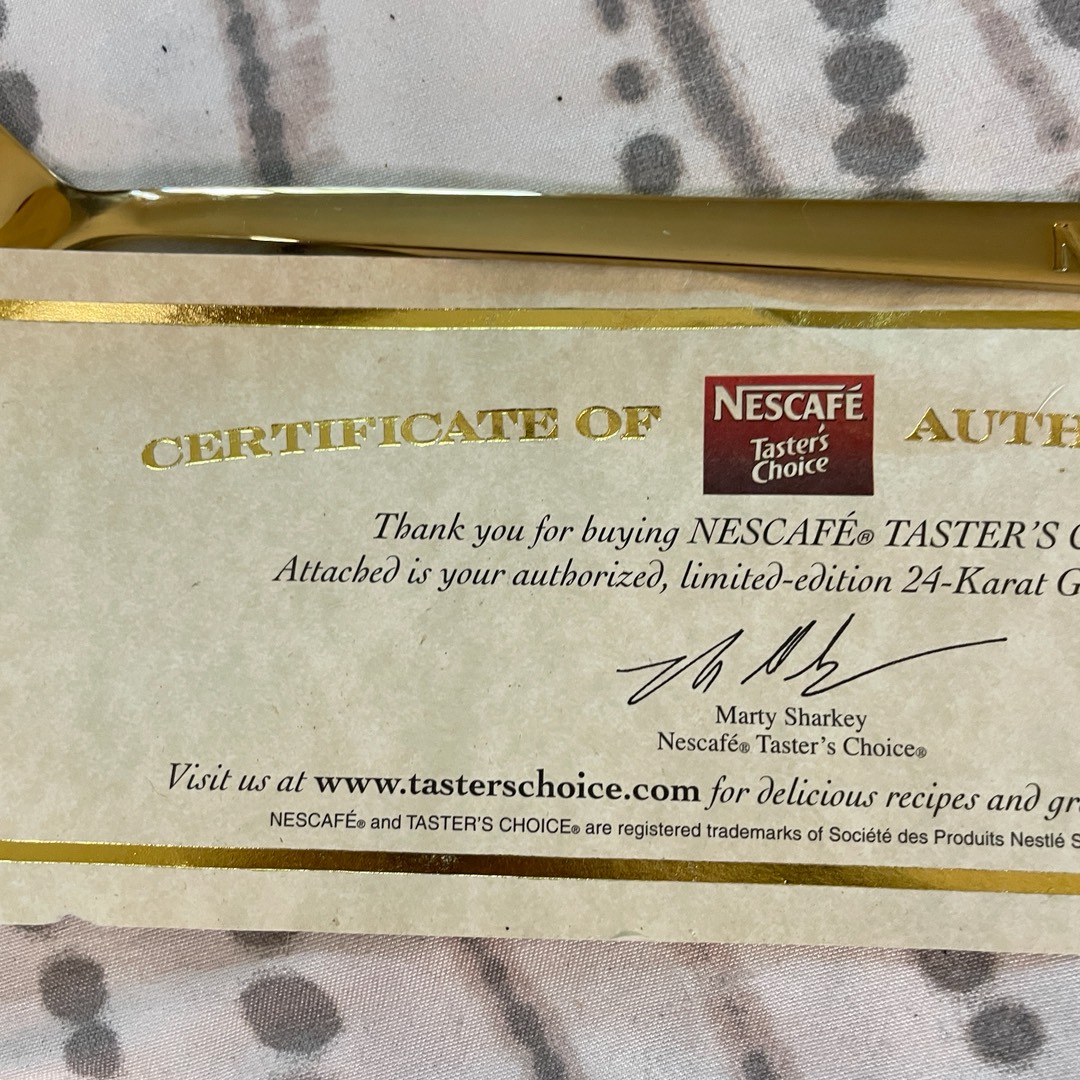 N
CERTIFICATE OF
NESCAFÉ
Taster's
Choice
AUTH
Thank you for buying NESCAFÉ® TASTER'S C
Attached is your authorized, limited-edition 24-Karat G
Marty Sharkey
Nescafé® Taster's Choice®
Visit us at www.tasterschoice.com for delicious recipes and gr
NESCAFÉ® and TASTER'S CHOICE® are registered trademarks of Société des Produits Nestlé S